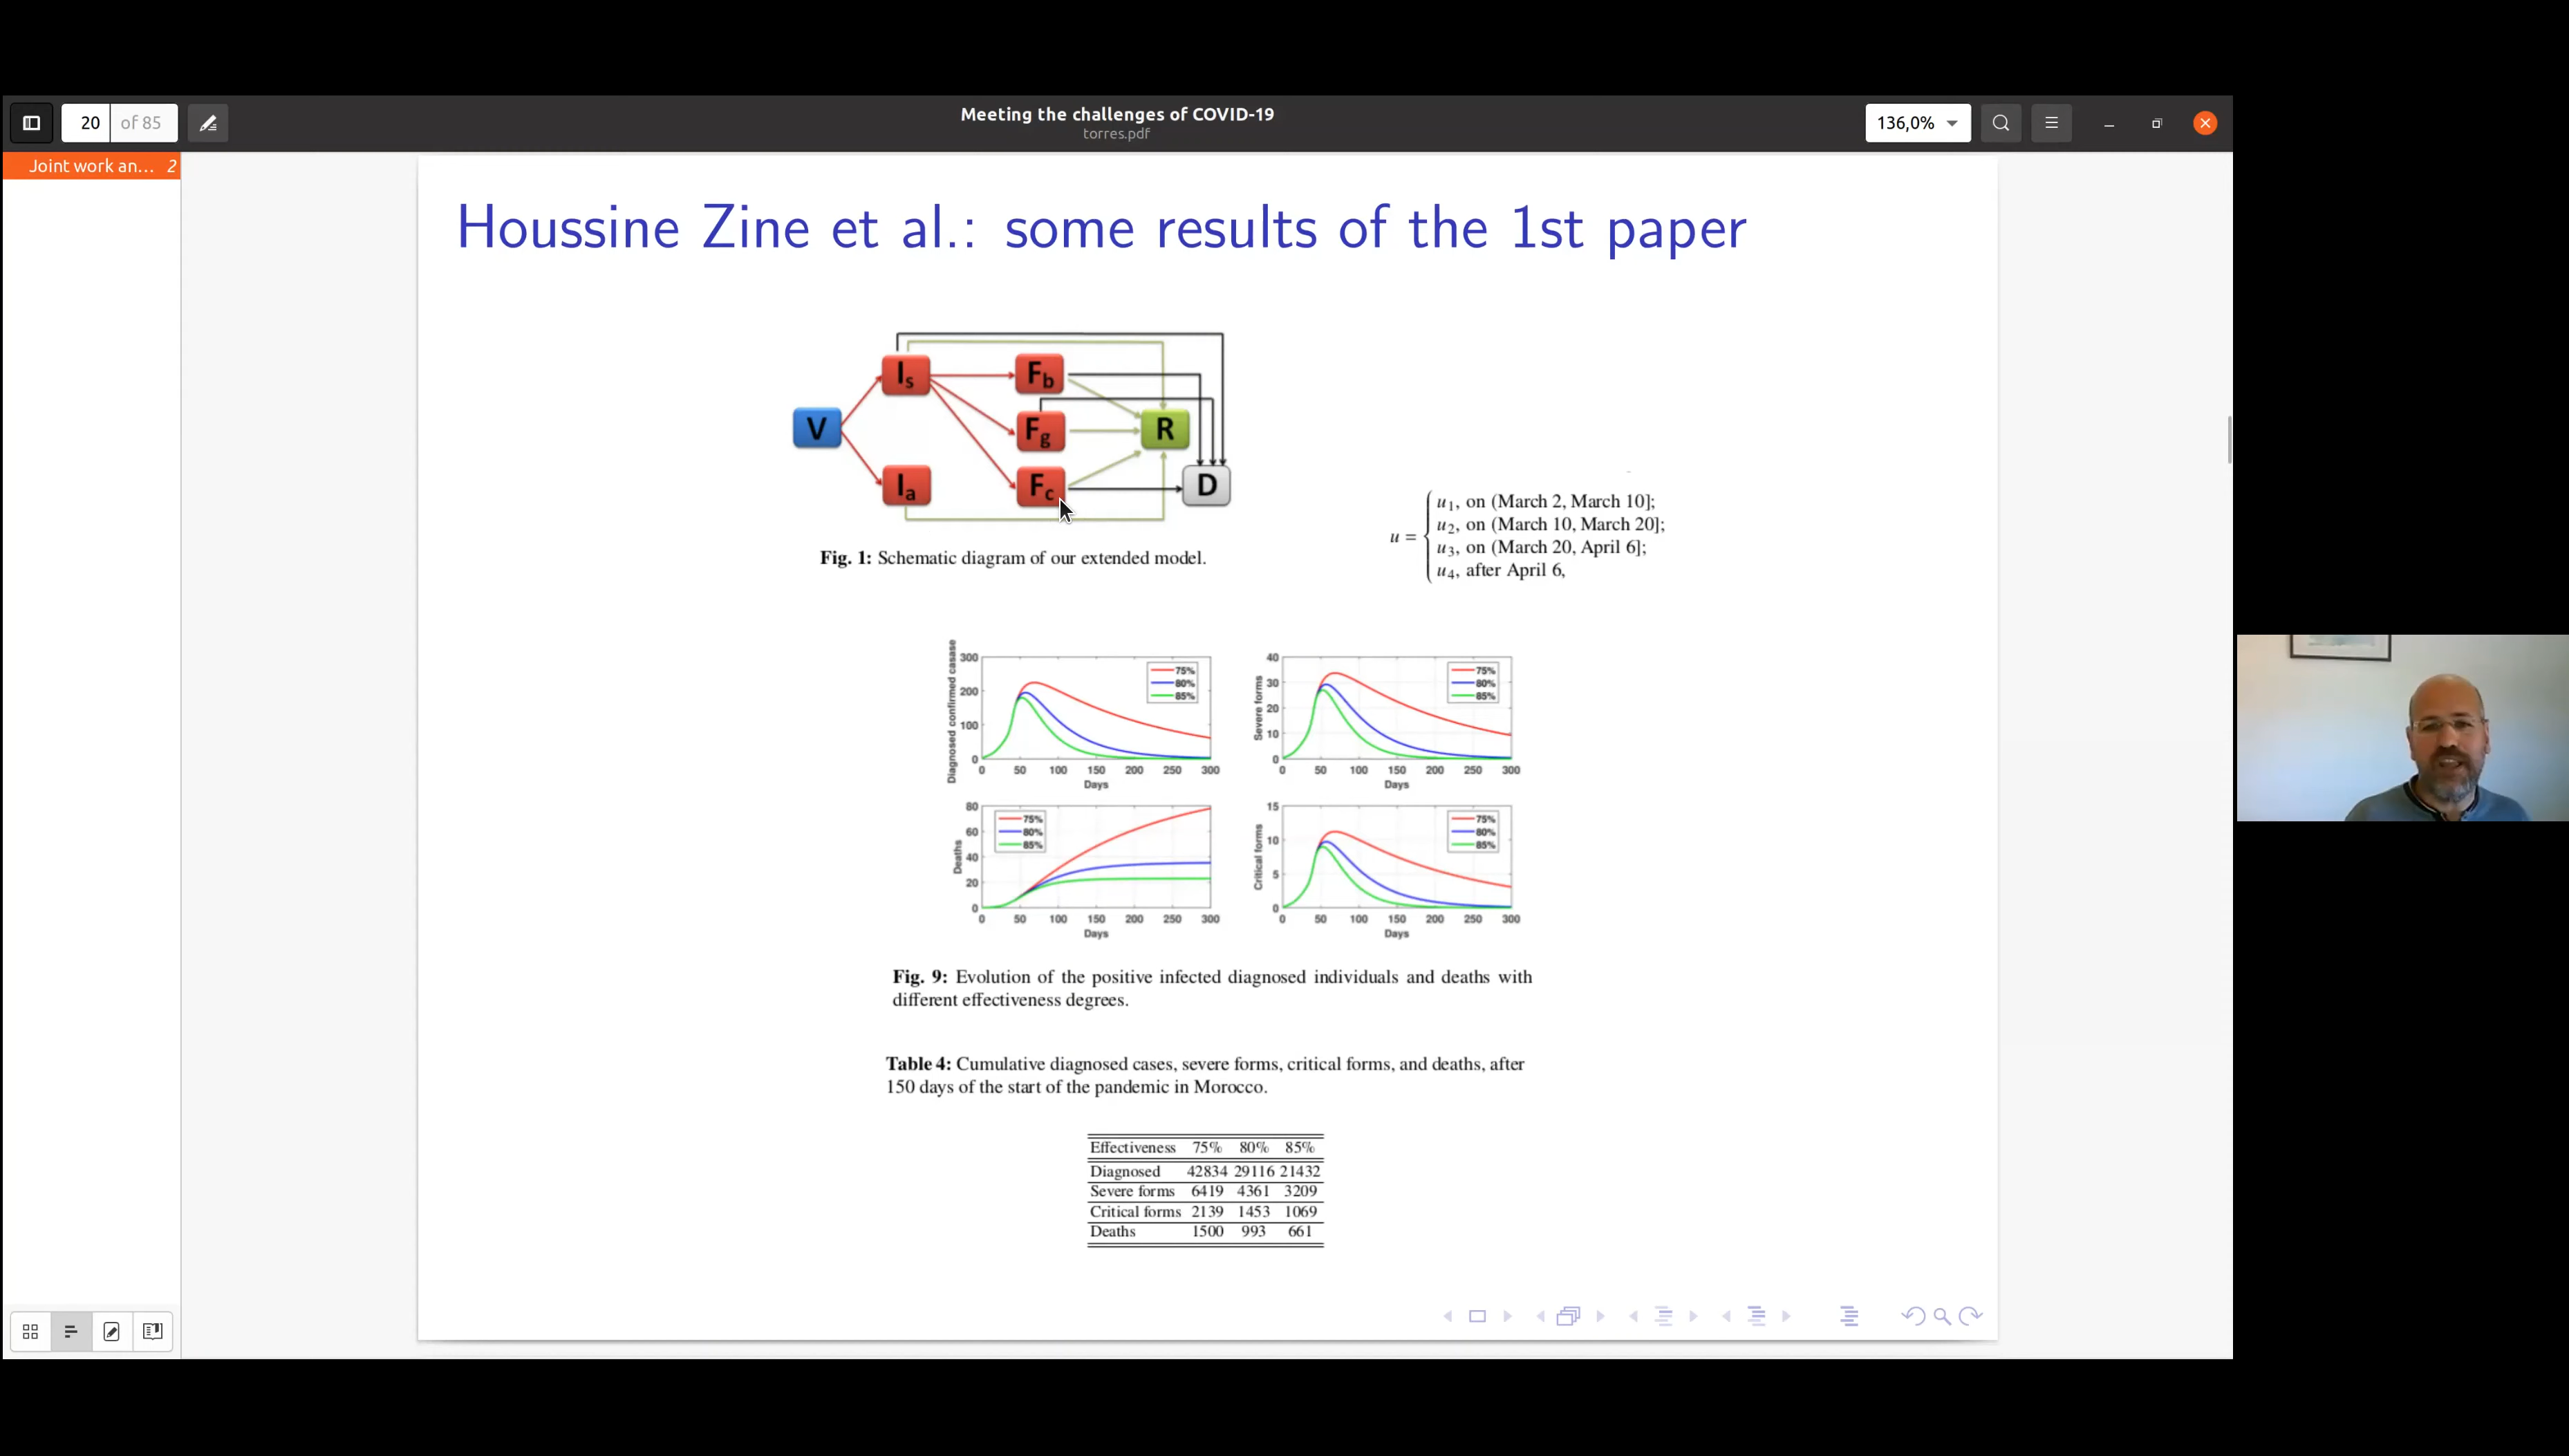 Meeting the challenges of COVID-19
torres.pdf
20 of 85
136,0%
Joint work an... 2
Houssine Zine et al.: some results of the 1st paper
V
Is
Ia
Fb
Fg
Fc
R
D
Fig. 1: Schematic diagram of our extended model.
u =
u1, on (March 2, March 10];
u2, on (March 10, March 20];
u3, on (March 20, April 6];
u4, after April 6,
Diagnosed confirmed casase
300
200
100
0
0 50 100 150 200 250 300
Days
75%
80%
85%
Severe forms
40
30
20
10
0
0 50 100 150 200 250 300
Days
75%
80%
85%
Deaths
80
60
40
20
0
0 50 100 150 200 250 300
Days
75%
80%
85%
Critical forms
15
10
5
0
0 50 100 150 200 250 300
Days
75%
80%
85%
Fig. 9: Evolution of the positive infected diagnosed individuals and deaths with
different effectiveness degrees.
Table 4: Cumulative diagnosed cases, severe forms, critical forms, and deaths, after
150 days of the start of the pandemic in Morocco.
Effectiveness 75% 80% 85%
Diagnosed 42834 29116 21432
Severe forms 6419 4361 3209
Critical forms 2139 1453 1069
Deaths 1500 993 661